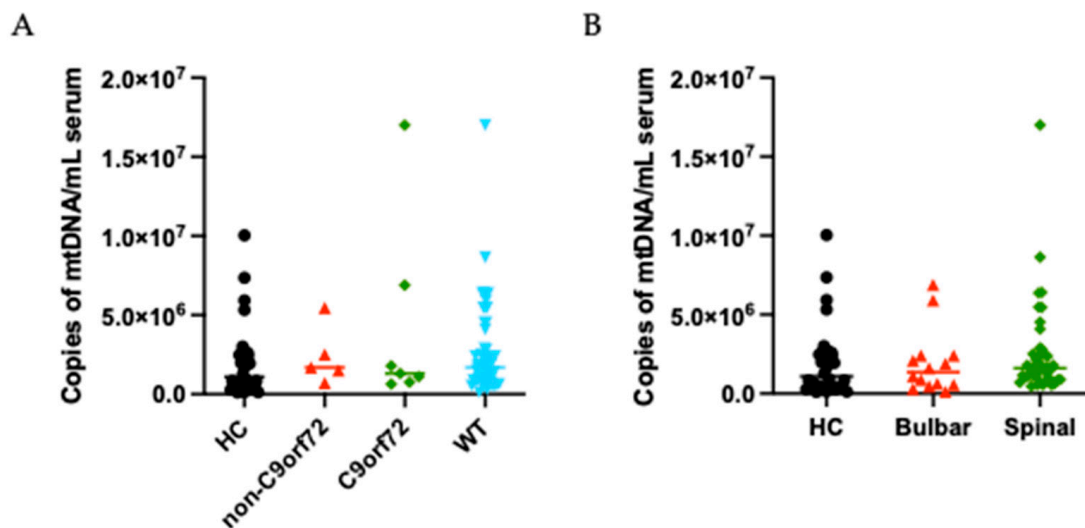 A
Copies of mtDNA/mL serum
2.0×10⁷
1.5×10⁷
1.0×10⁷
5.0×10⁶
0.0
HC
non-C9orf72
C9orf72
WT
B
Copies of mtDNA/mL serum
2.0×10⁷
1.5×10⁷
1.0×10⁷
5.0×10⁶
0.0
HC
Bulbar
Spinal